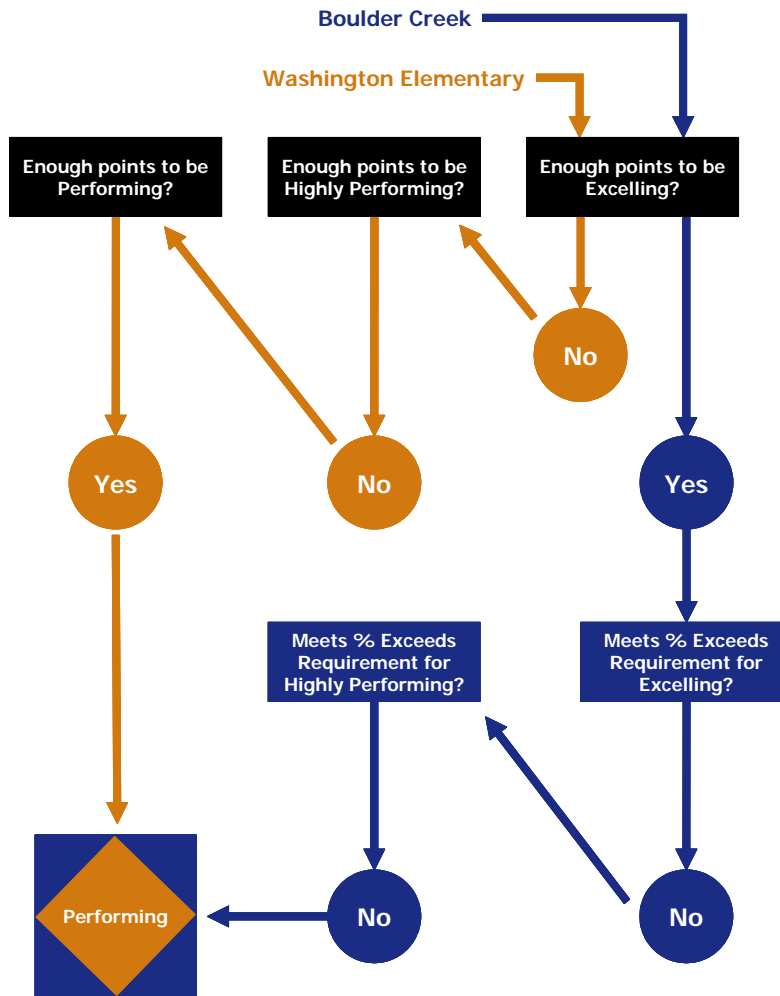 Boulder Creek
Washington Elementary
Enough points to be
Performing?
Enough points to be
Highly Performing?
Enough points to be
Excelling?
No
Yes
No
Yes
Meets % Exceeds
Requirement for
Highly Performing?
Meets % Exceeds
Requirement for
Excelling?
Performing
No
No